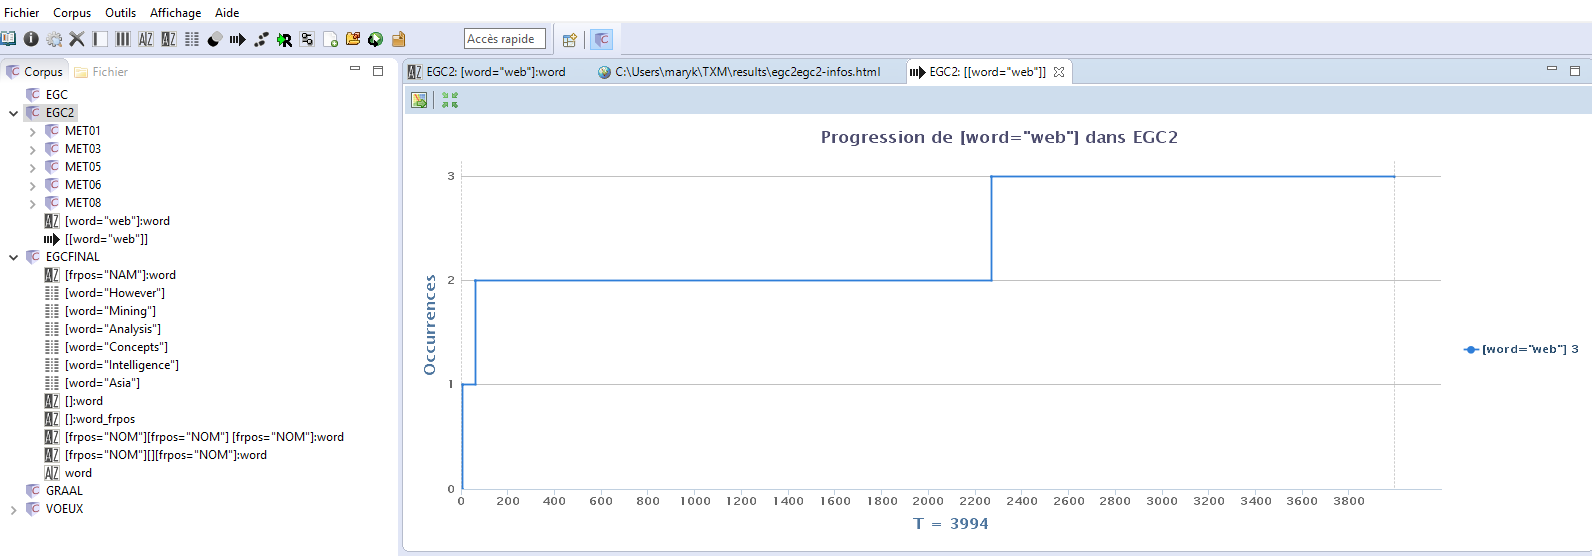 Fichier Corpus Outils Affichage Aide
Accès rapide
Corpus Fichier
EGC
EGC2
MET01
MET03
MET05
MET06
MET08
[word="web"]:word
[[word="web"]]
EGCFINAL
[frpos="NAM"]:word
[word="However"]
[word="Mining"]
[word="Analysis"]
[word="Concepts"]
[word="Intelligence"]
[word="Asia"]
[]:word
[]:word_frpos
[frpos="NOM"][frpos="NOM"] [frpos="NOM"]:word
[frpos="NOM"][][frpos="NOM"]:word
word
GRAAL
VOEUX
EGC2: [word="web"]:word C:\Users\maryk\TXM\results\egc2egc2-infos.html EGC2: [[word="web"]]
Progression de [word="web"] dans EGC2
Occurrences
3
2
1
0
0 200 400 600 800 1000 1200 1400 1600 1800 2000 2200 2400 2600 2800 3000 3200 3400 3600 3800
T = 3994
[word="web"] 3